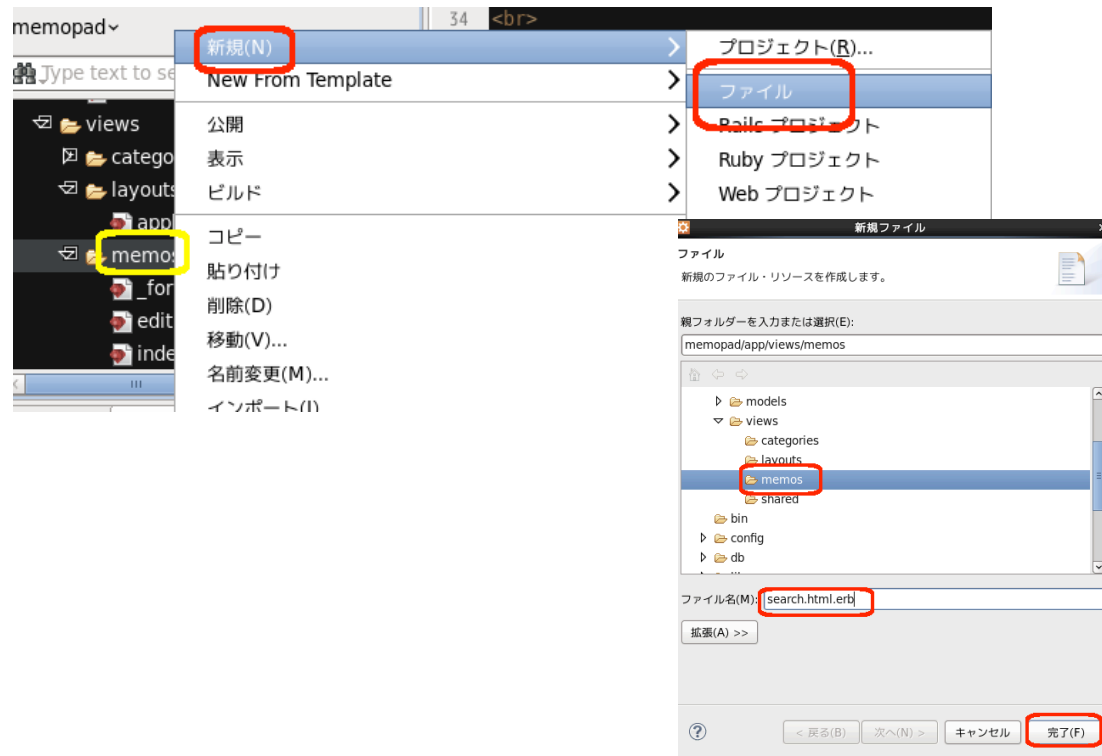 memopad
34 <br>
Type text to se
views
catego
layouts
appl
memos
_for
edit
inde
新規(N)
New From Template
公開
表示
ビルド
コピー
貼り付け
削除(D)
移動(V)...
名前変更(M)...
インポート(I)
プロジェクト(R)...
ファイル
Rails プロジェクト
Ruby プロジェクト
Web プロジェクト
新規ファイル
ファイル
新規のファイル・リソースを作成します。
親フォルダーを入力または選択(E):
memopad/app/views/memos
models
views
categories
layouts
memos
shared
bin
config
db
ファイル名(M): search.html.erb
拡張(A) >>
< 戻る(B) 次へ(N) > キャンセル 完了(F)